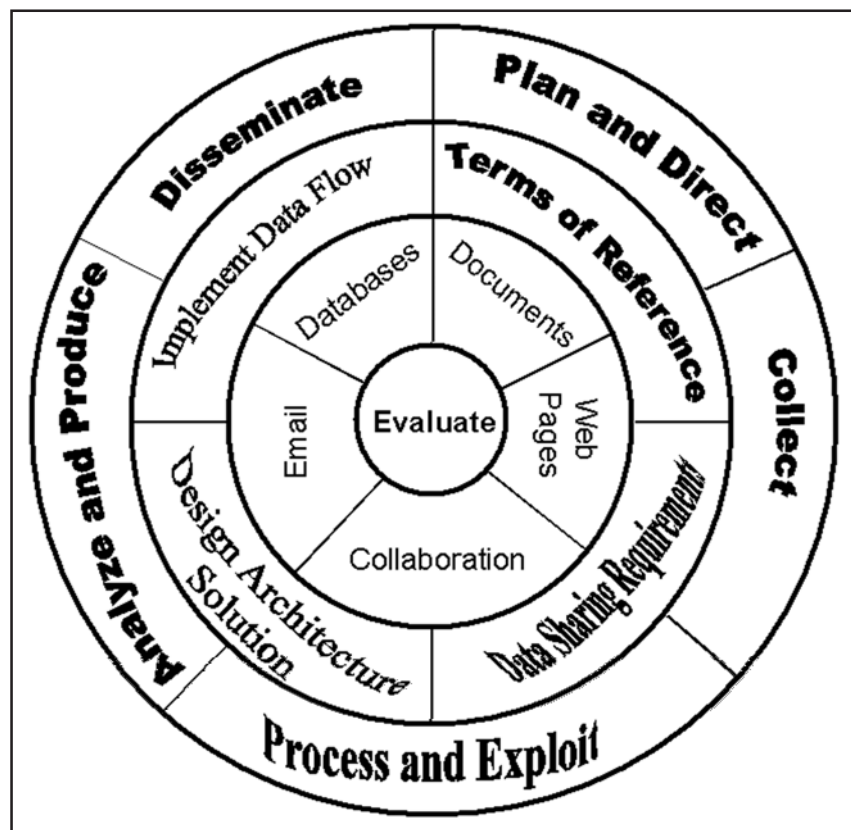 Plan and Direct
Collect
Process and Exploit
Analyze and Produce
Disseminate
Terms of Reference
Data Sharing Requirements
Design Architecture
Solution
Implement Data Flow
Documents
Web
Pages
Collaboration
Email
Databases
Evaluate